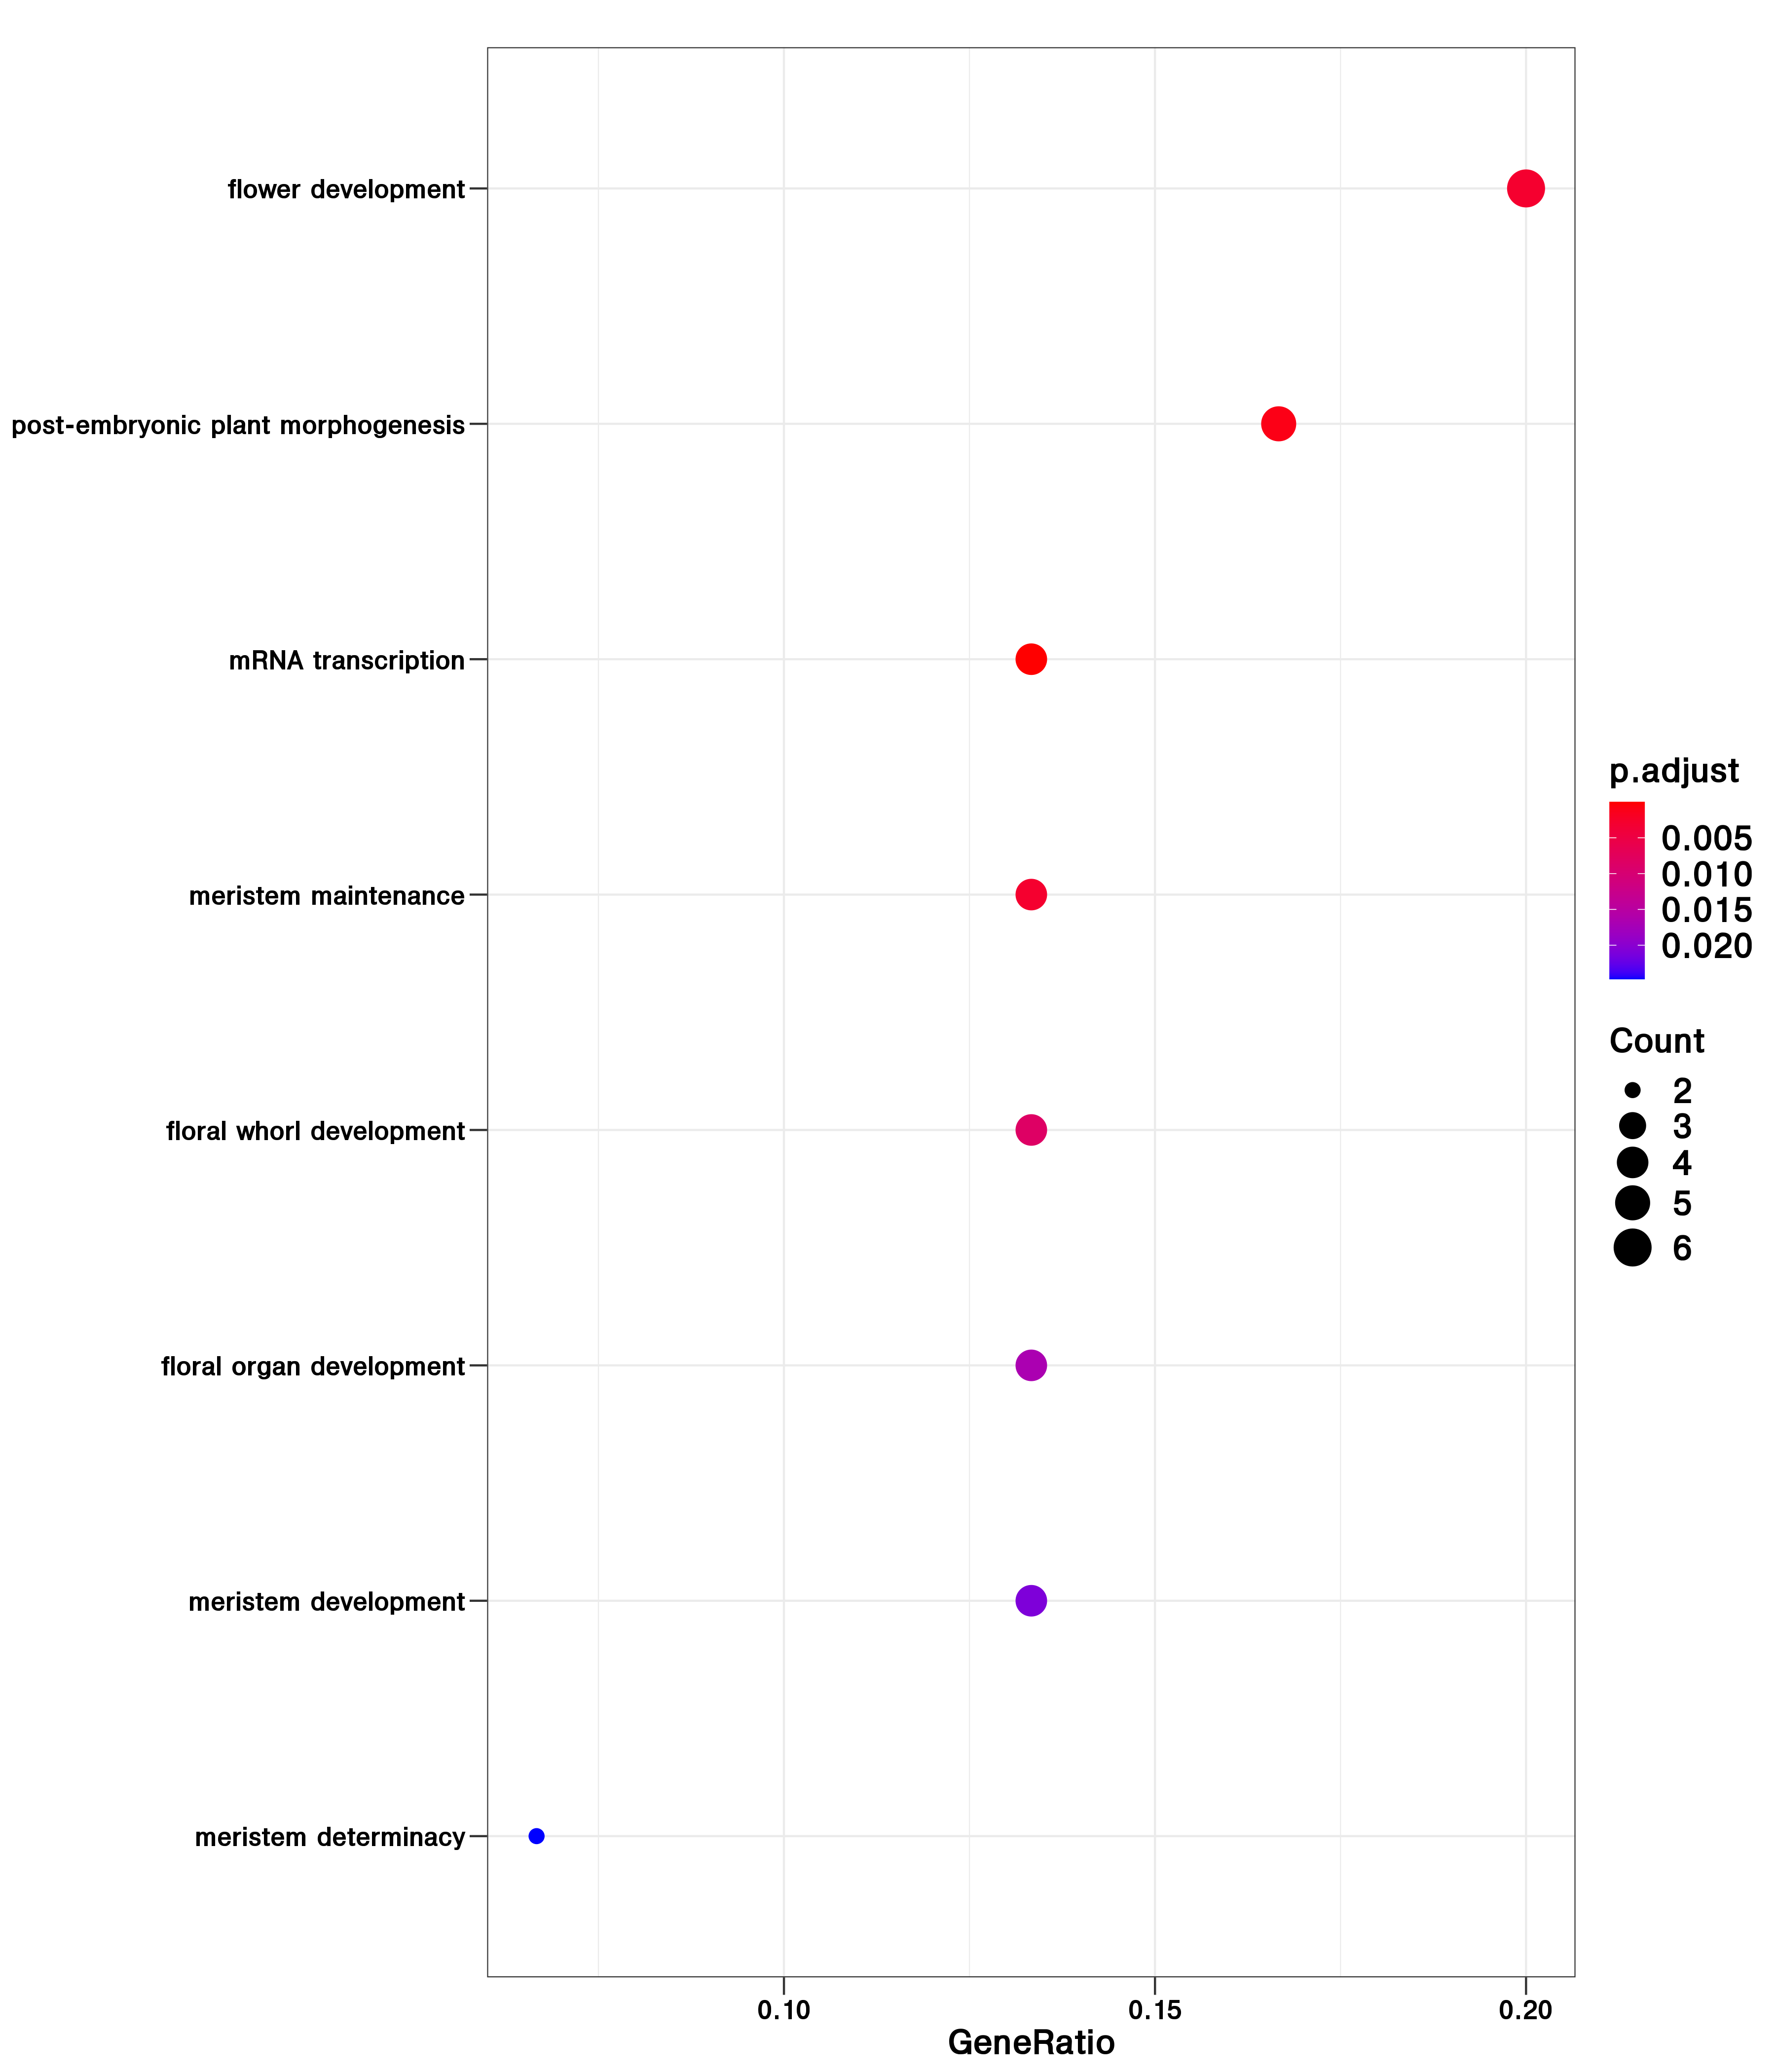 flower development
post-embryonic plant morphogenesis
mRNA transcription
meristem maintenance
floral whorl development
floral organ development
meristem development
meristem determinacy
0.10
0.15
0.20
GeneRatio
p.adjust
0.005
0.010
0.015
0.020
Count
2
3
4
5
6